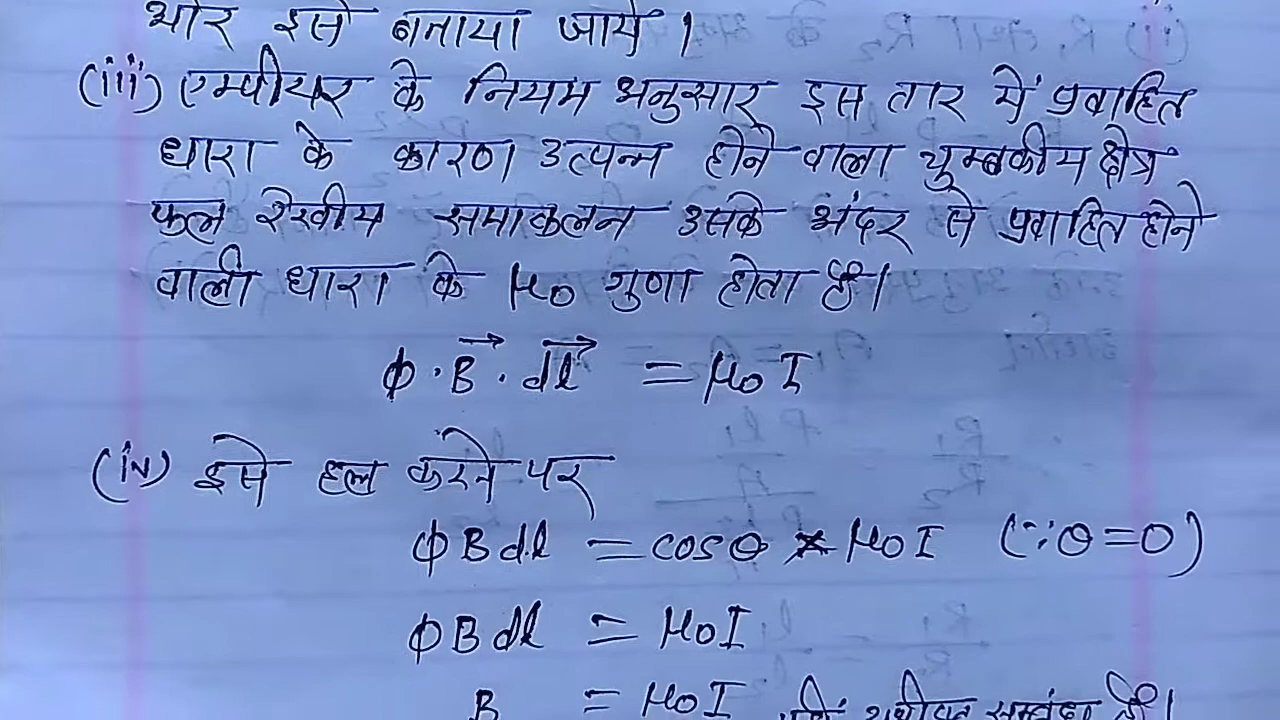 और इसे बनाया जाये।
(iii) एम्पीयर के नियम अनुसार इस तार में प्रवाहित
धारा के कारण उत्पन्न होने वाला चुम्बकीय क्षेत्र
फल रेखीय समाकलन उसके अंदर से प्रवाहित होने
वाली धारा के μ₀ गुणा होता है।
ϕ · B⃗ · dl⃗ = μ₀ I
(iv) इसे हल करने पर
ϕ B dl = cosθ × μ₀ I (∵ θ = 0)
ϕ B dl = μ₀ I
B = μ₀ I